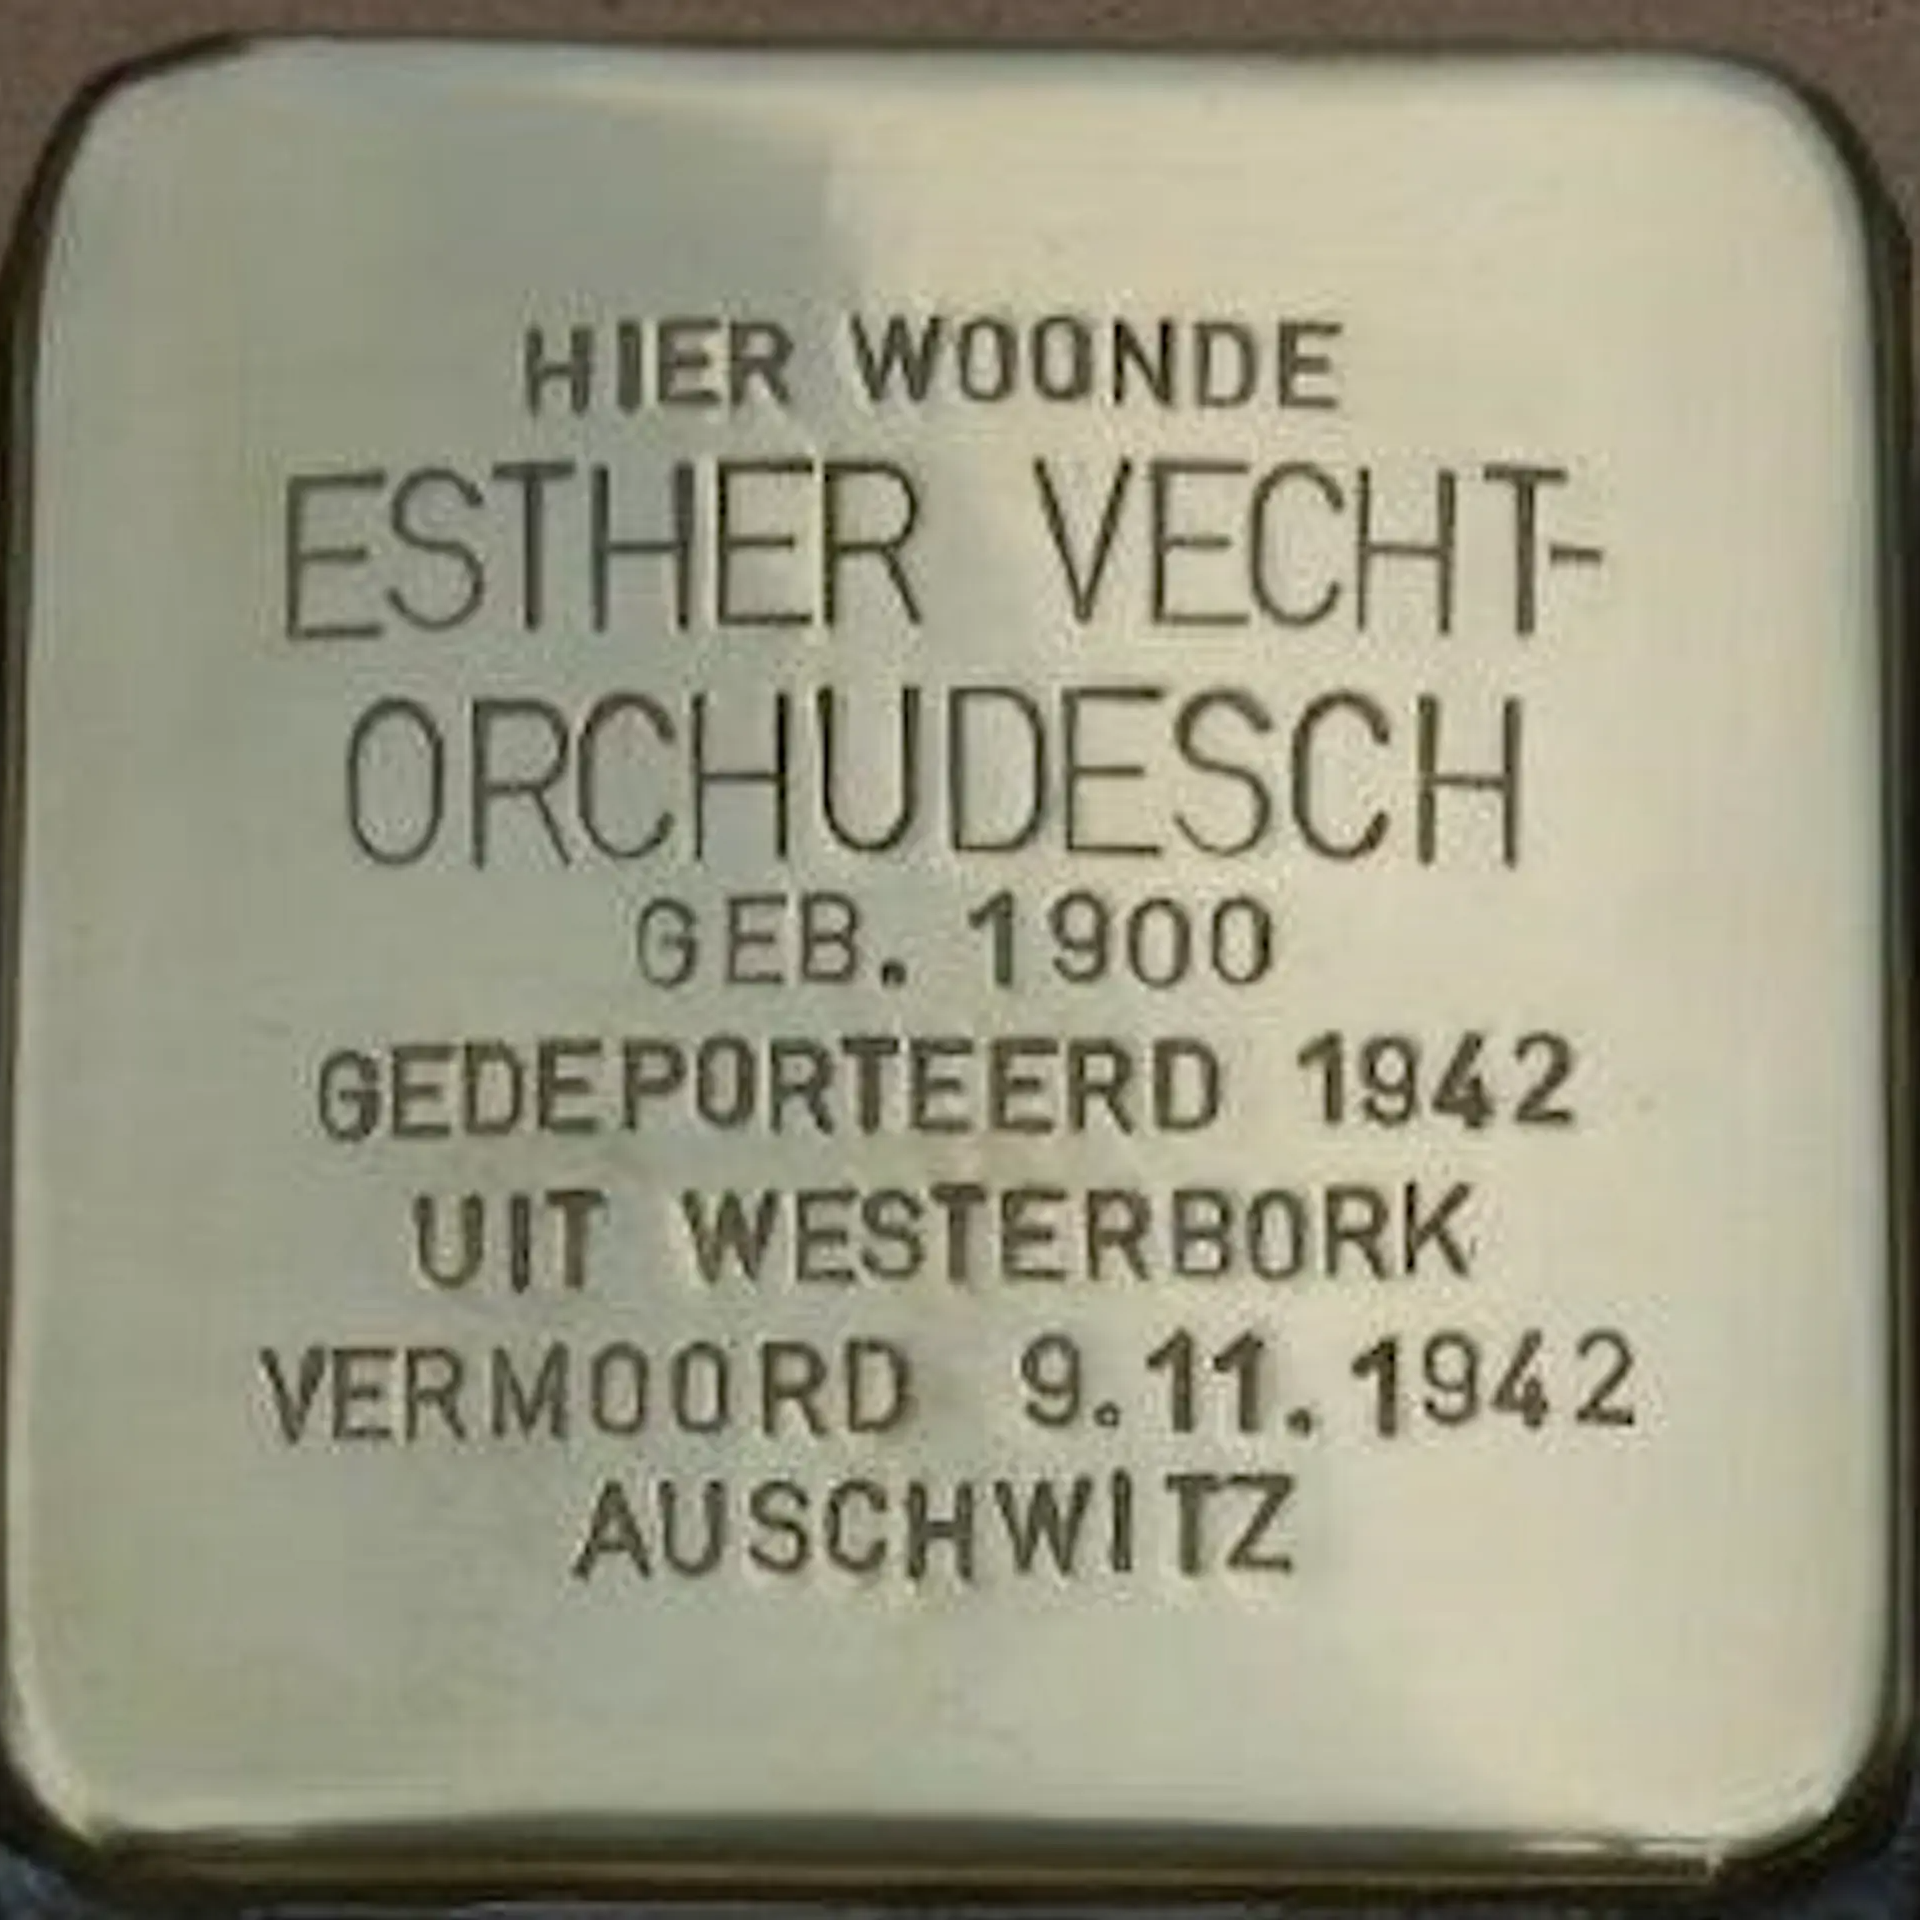 HIER WOONDE
ESTHER VECHT-
ORCHUDESCH
GEB. 1900
GEDEPORTEERD 1942
UIT WESTERBORK
VERMOORD 9.11.1942
AUSCHWITZ